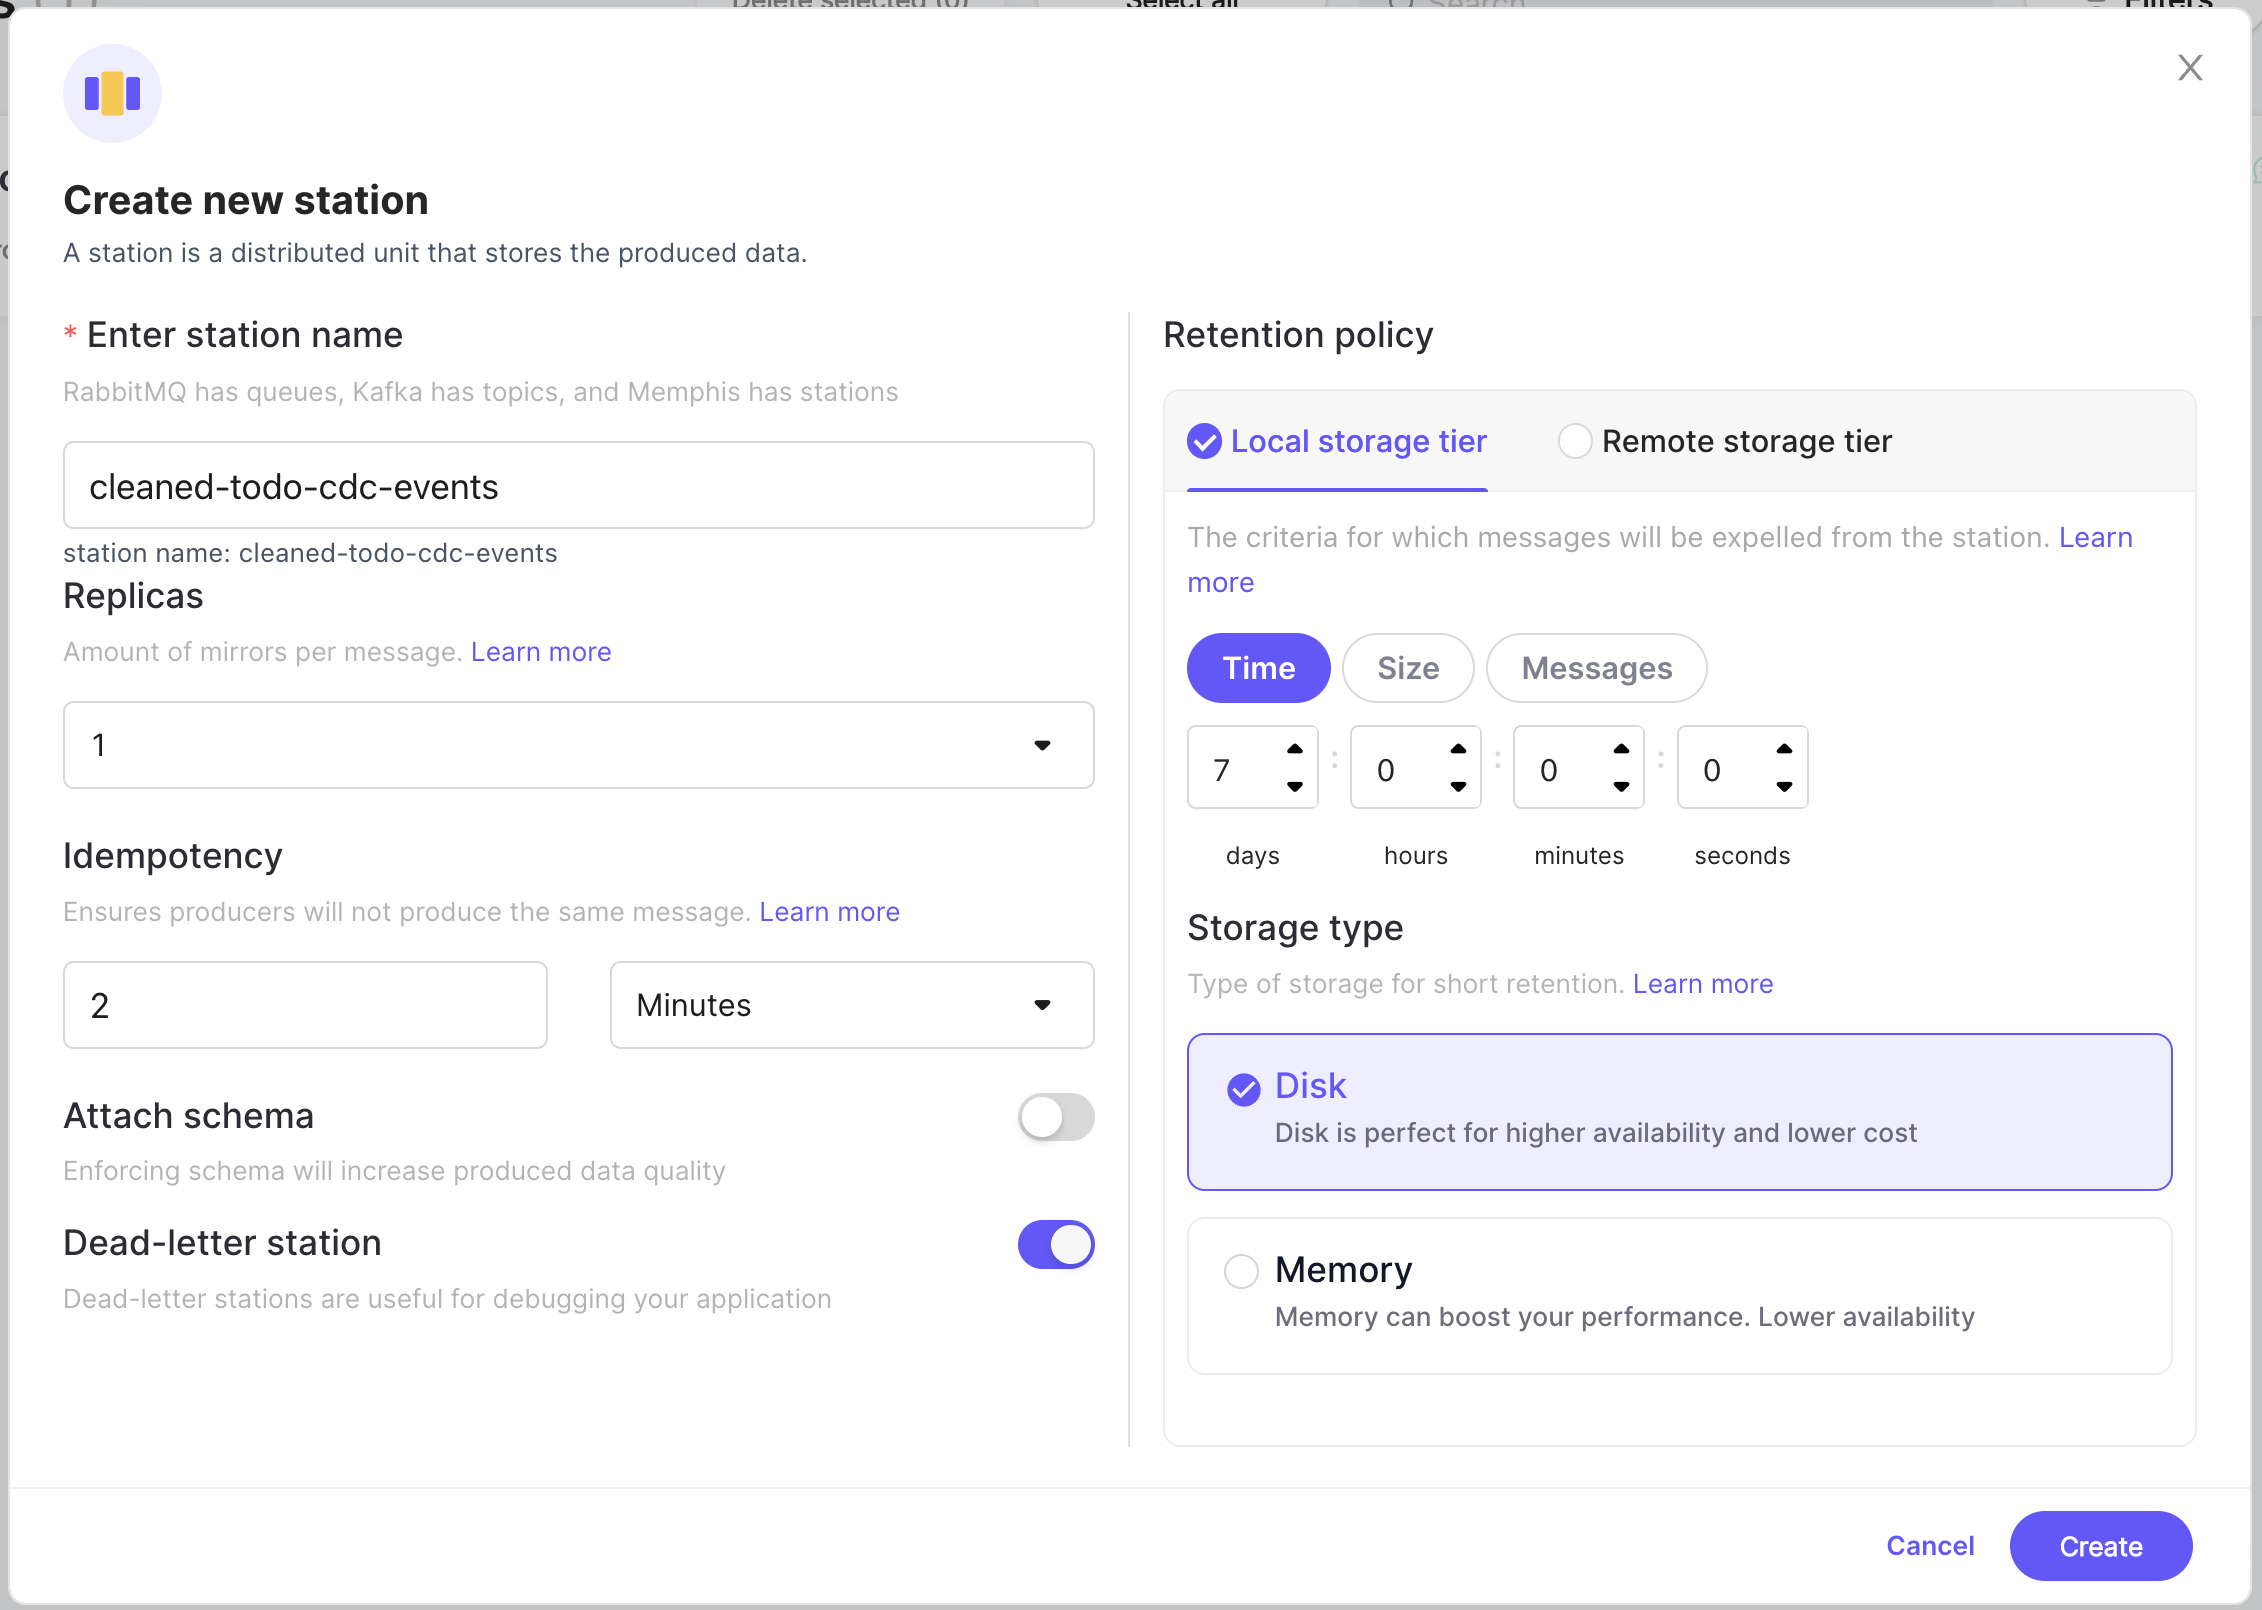 Delete selected (0)
Select all
Search
Filters
Create new station
A station is a distributed unit that stores the produced data.
* Enter station name
RabbitMQ has queues, Kafka has topics, and Memphis has stations
cleaned-todo-cdc-events
station name: cleaned-todo-cdc-events
Replicas
Amount of mirrors per message. Learn more
1
Idempotency
Ensures producers will not produce the same message. Learn more
2
Minutes
Attach schema
Enforcing schema will increase produced data quality
Dead-letter station
Dead-letter stations are useful for debugging your application
Retention policy
Local storage tier
Remote storage tier
The criteria for which messages will be expelled from the station. Learn
more
Time
Size
Messages
7 : 0 : 0 : 0
days hours minutes seconds
Storage type
Type of storage for short retention. Learn more
Disk
Disk is perfect for higher availability and lower cost
Memory
Memory can boost your performance. Lower availability
Cancel
Create